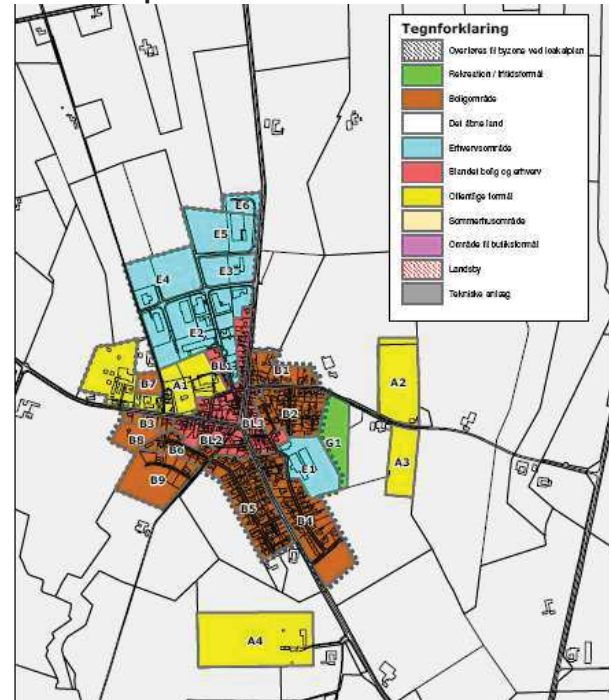 Tegnforklaring
Overføres til byzone ved lokalplan
Rekreation / fritidsformål
Boligområde
Det åbne land
Erhvervsområde
Blandet bolig og erhverv
Offentlige formål
Sommerhusområde
Område til butiksformål
Landsby
Tekniske anlæg
E6
E5
E3
E4
E2
BL1
B1
B7
A1
A2
B2
B3
BL3
G1
B8
BL2
B6
A3
E1
B9
B5
B4
A4